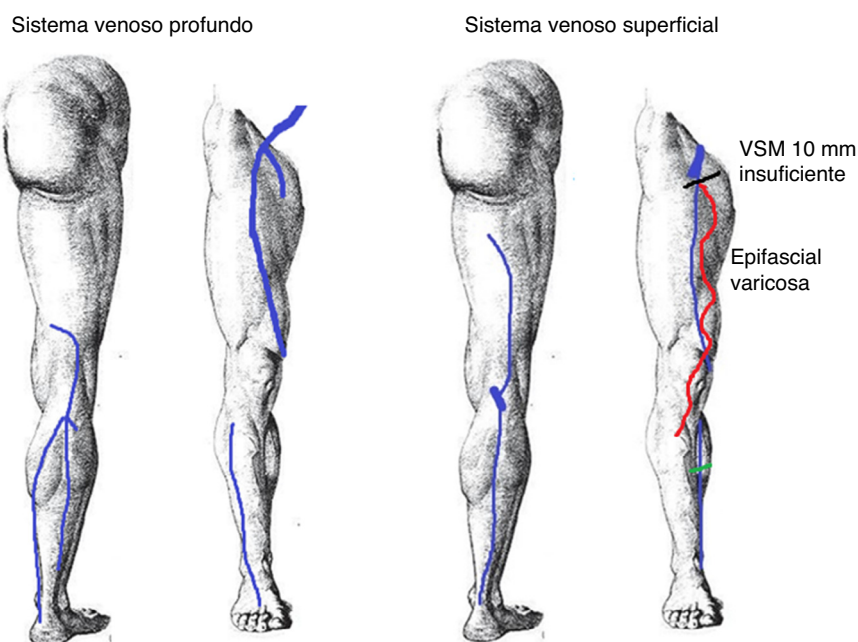 Sistema venoso profundo
Sistema venoso superficial
VSM 10 mm
insuficiente
Epifascial
varicosa